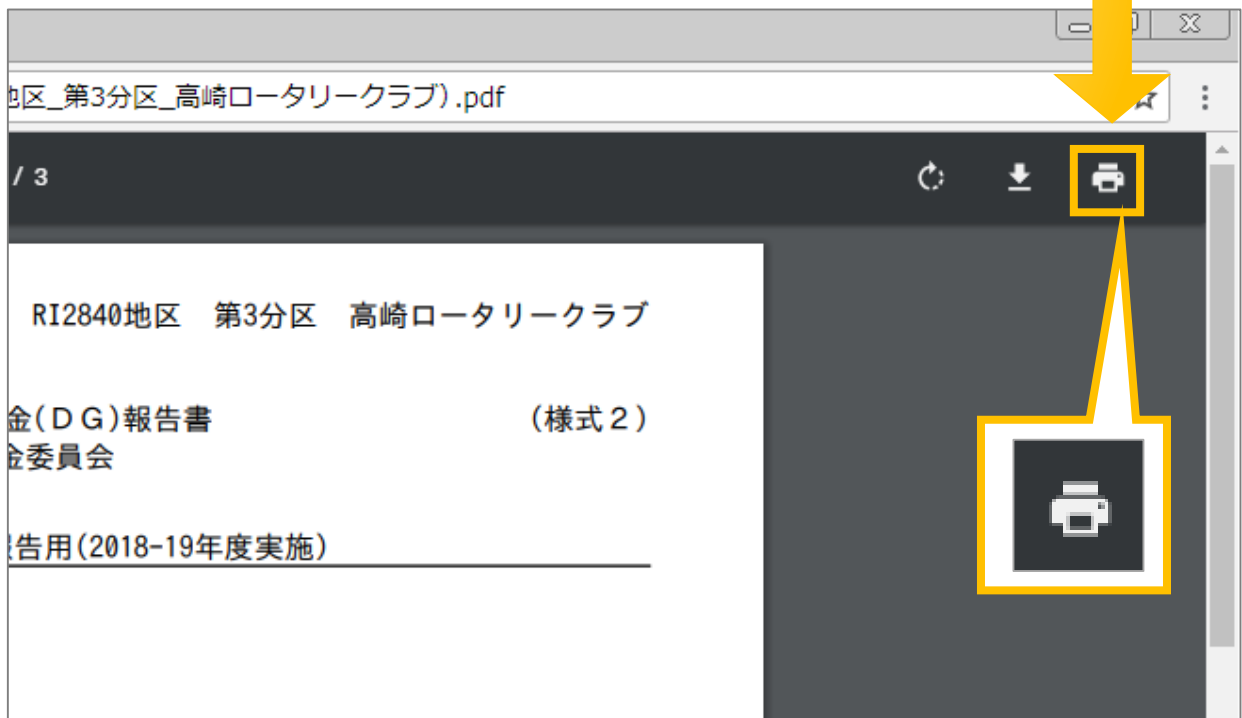 地区_第3分区_高崎ロータリークラブ).pdf
/ 3
RI2840地区　第3分区　高崎ロータリークラブ
金(ＤＧ)報告書　(様式２)
金委員会
告用(2018-19年度実施)